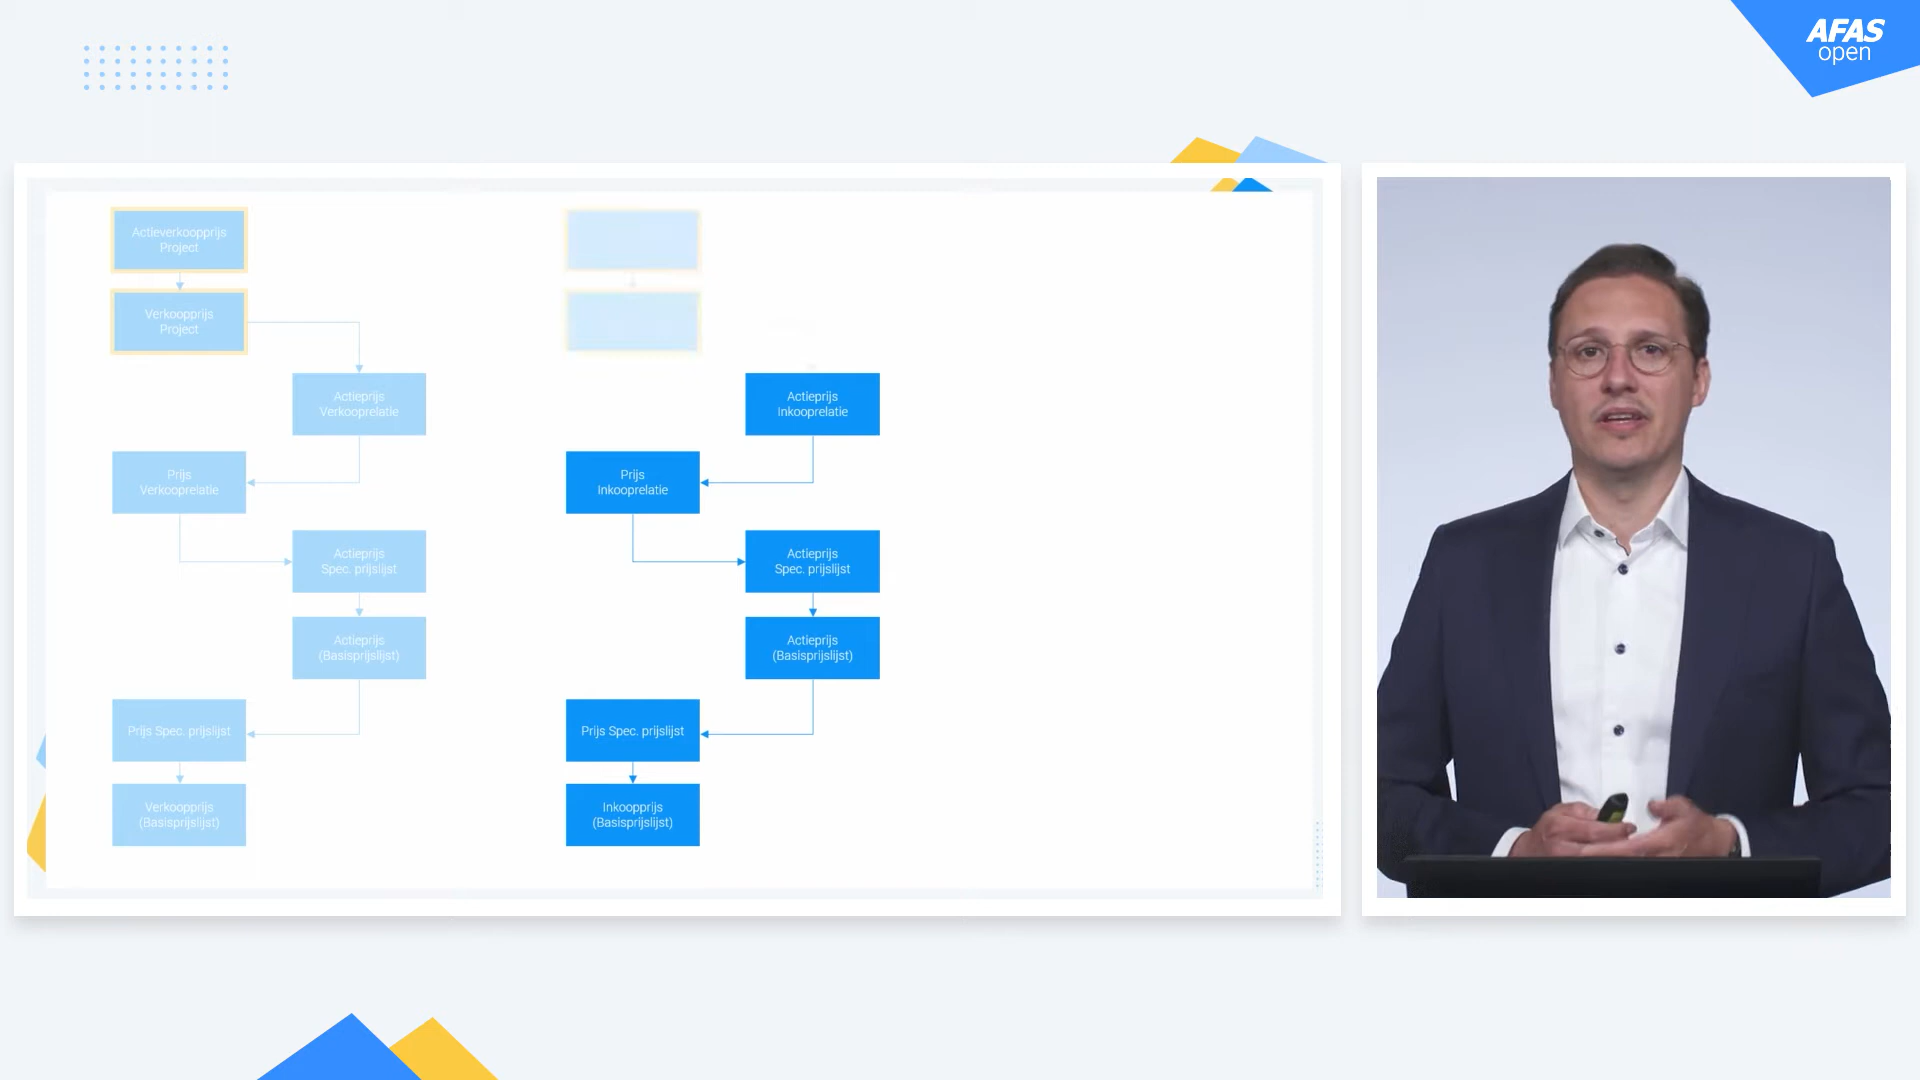 AFAS
open
Actieverkoopprijs
Project
Verkoopprijs
Project
Actieprijs
Verkooprelatie
Prijs
Verkooprelatie
Actieprijs
Spec. prijslijst
Actieprijs
(Basisprijslijst)
Prijs Spec. prijslijst
Verkoopprijs
(Basisprijslijst)
Actieprijs
Inkooprelatie
Prijs
Inkooprelatie
Actieprijs
Spec. prijslijst
Actieprijs
(Basisprijslijst)
Prijs Spec. prijslijst
Inkoopprijs
(Basisprijslijst)